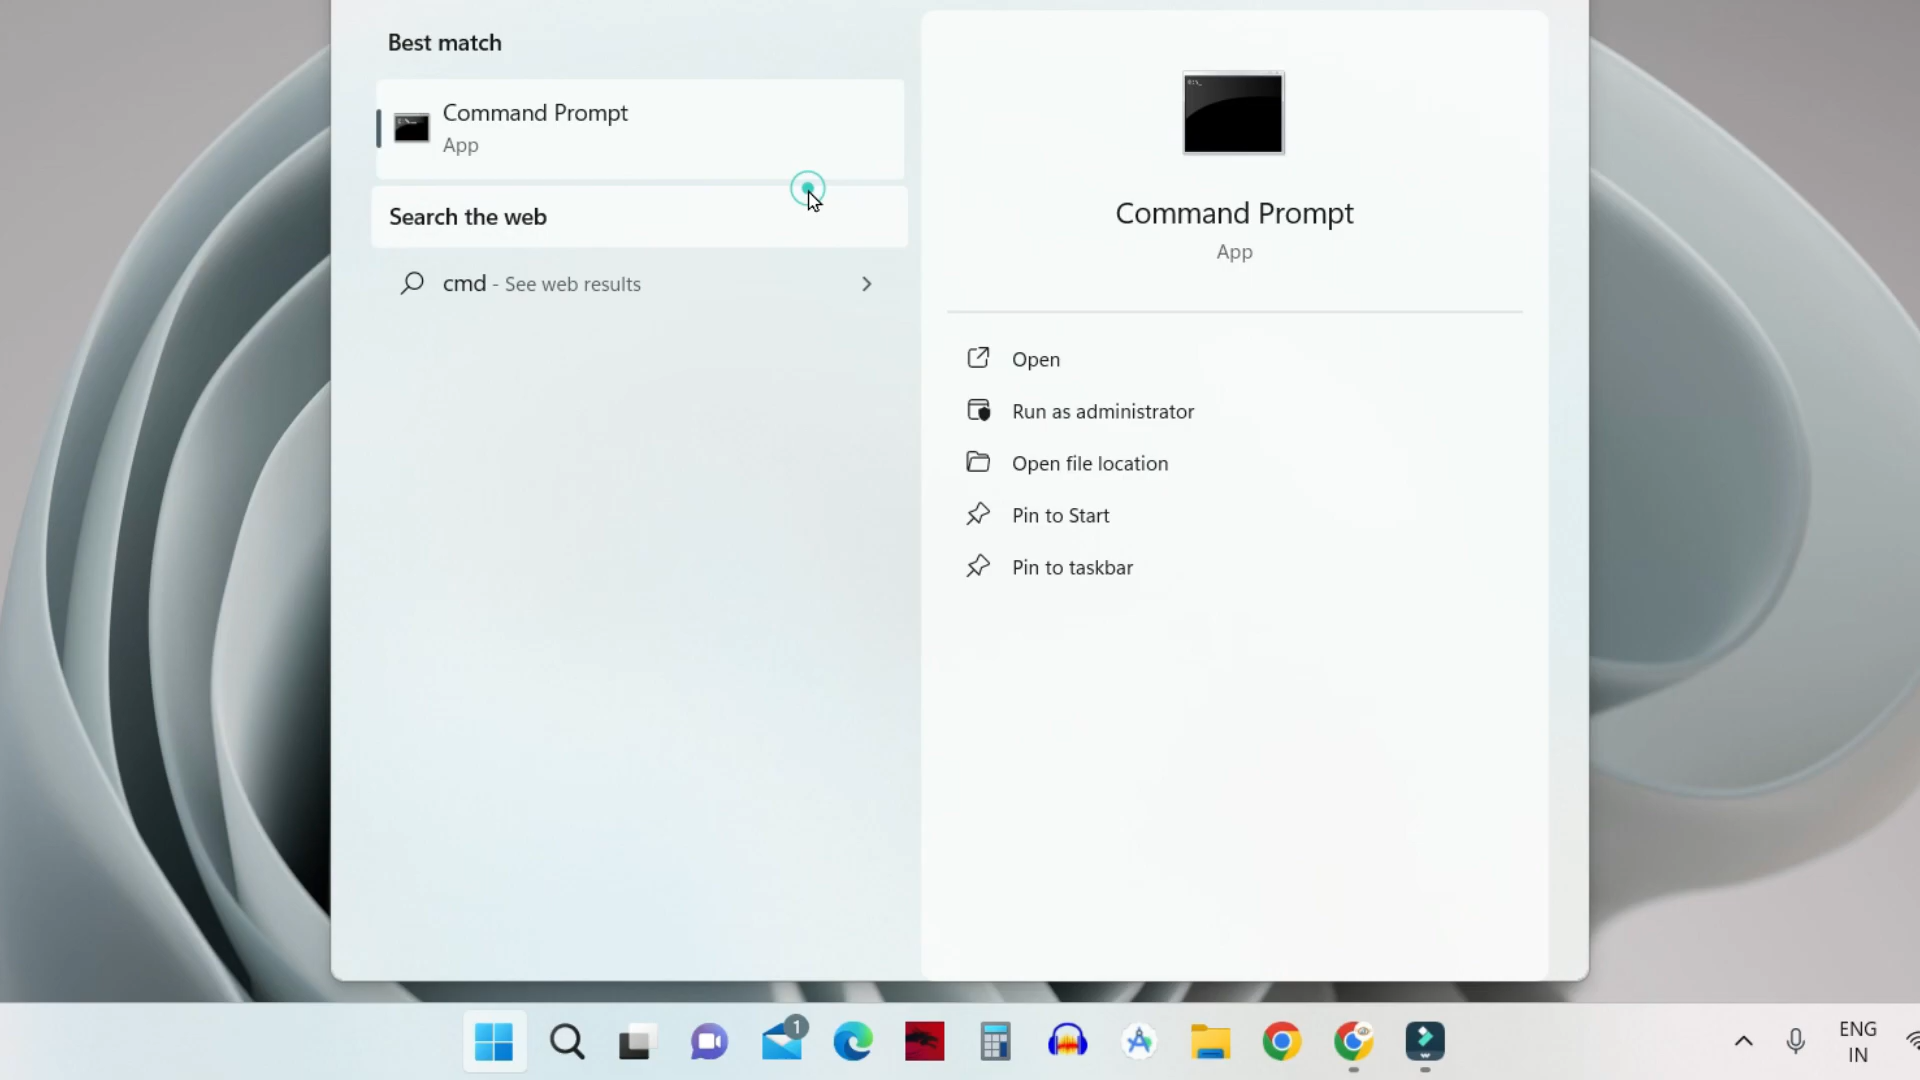 Best match
Command Prompt
App
Search the web
cmd - See web results
Command Prompt
App
Open
Run as administrator
Open file location
Pin to Start
Pin to taskbar
1
ENG
IN